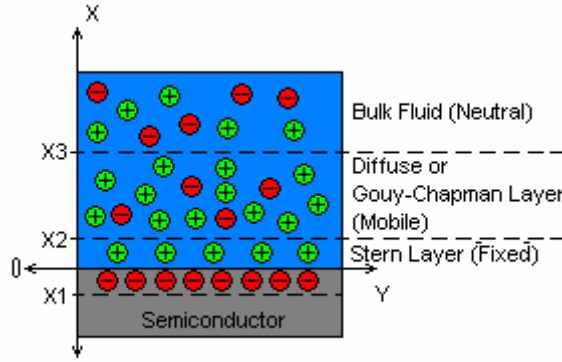 X
Bulk Fluid (Neutral)
X3
Diffuse or
Gouy-Chapman Layer
(Mobile)
X2
Stern Layer (Fixed)
0
X1
Y
Semiconductor